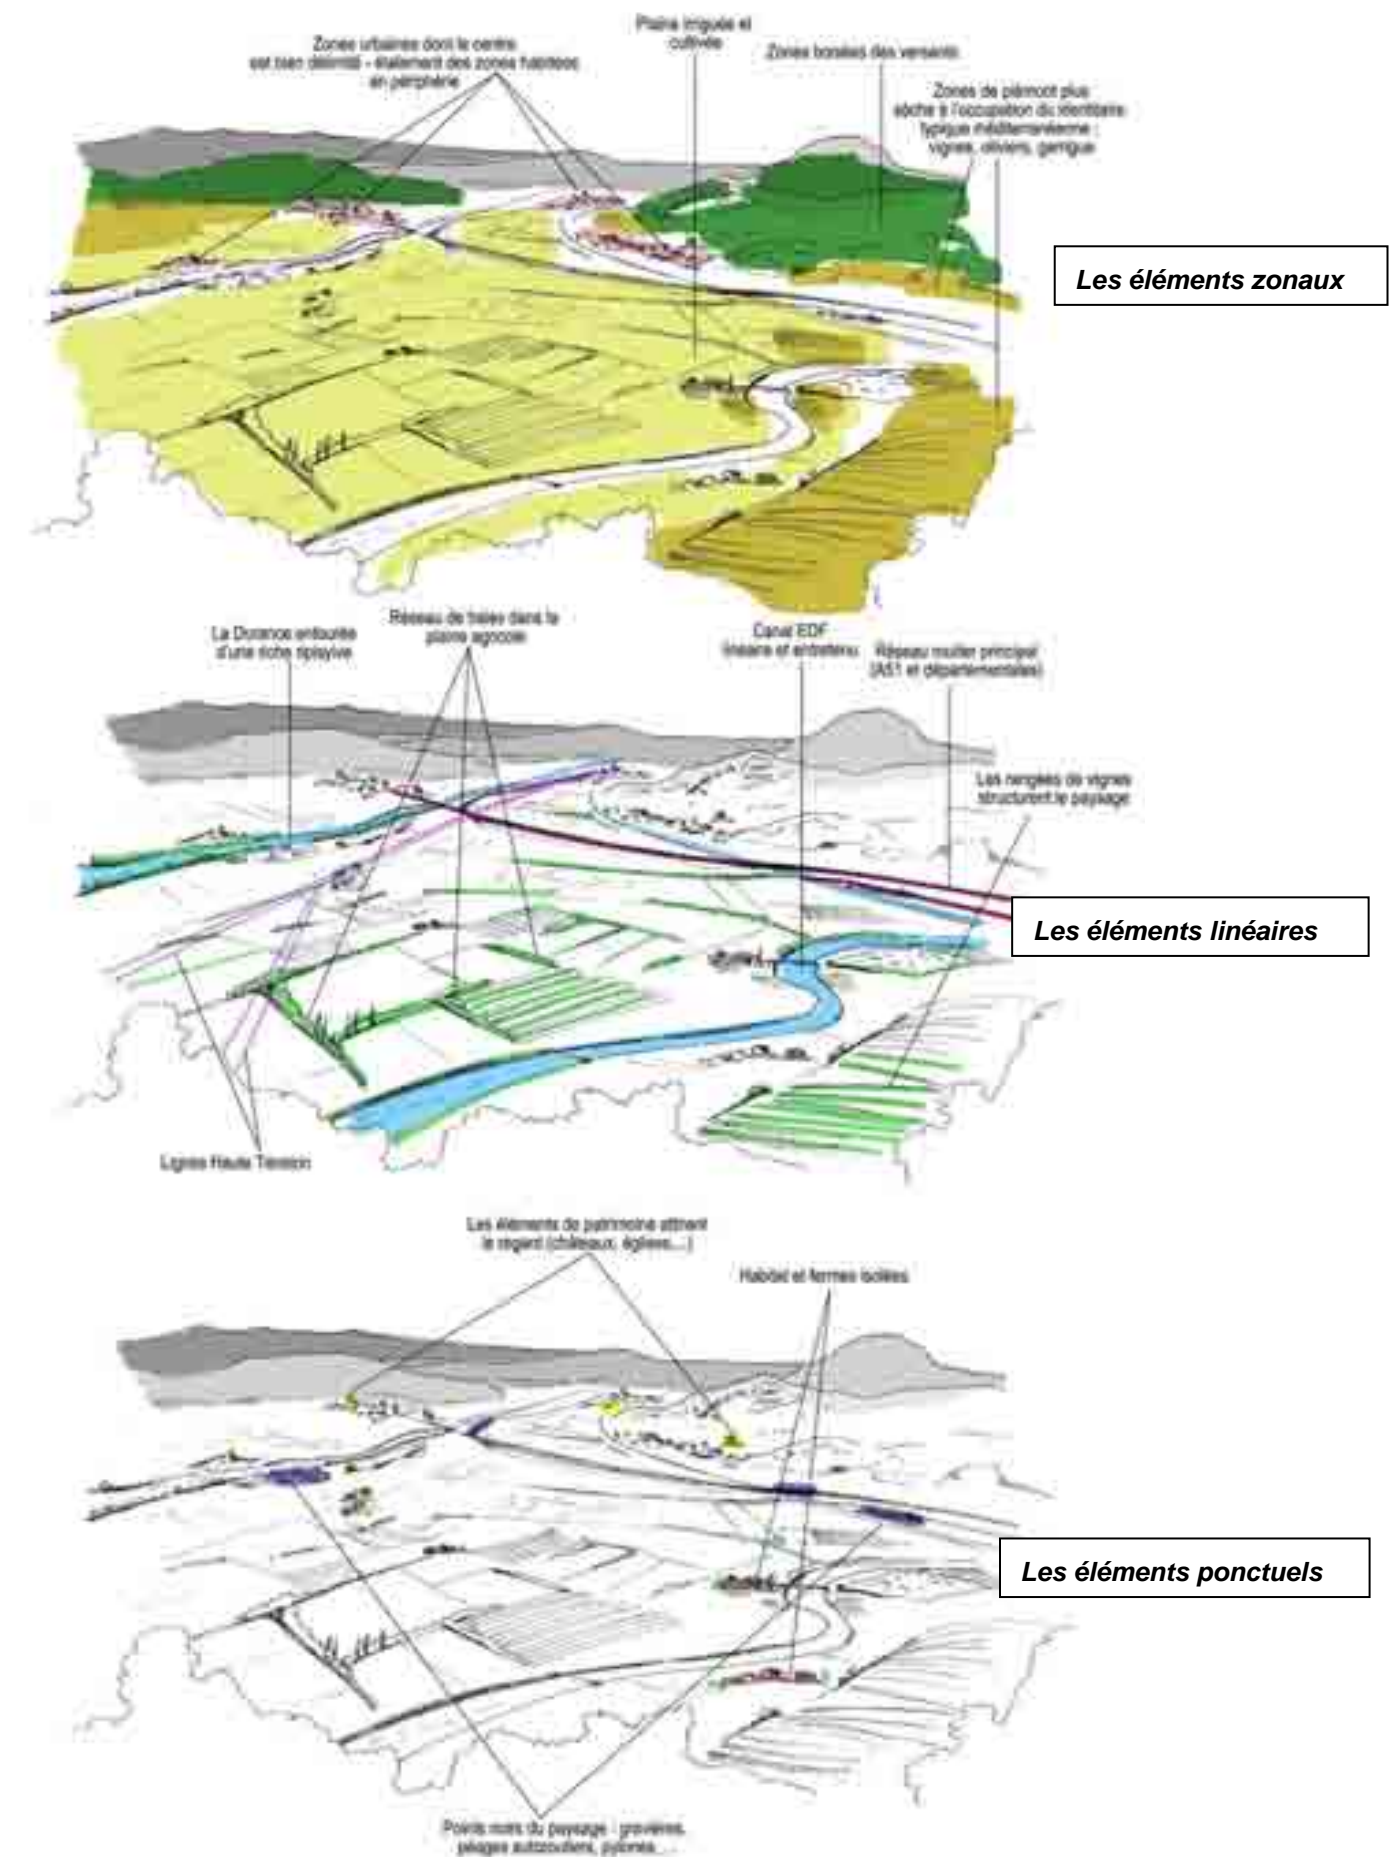 Zones urbaines dont le centre
est bien délimité - étalement des zones habitées
en périphérie
Plaine irriguée et
cultivée
Zones boisées des versants
Zones de piémont plus
sèche à l'occupation du
typique méditerranéenne :
vignes, oliviers, garrigue
Les éléments zonaux
La Durance entourée
d'une riche ripisylve
Réseau de haies dans la
plaine agricole
Canal EDF
linéaire et entretenu
Réseau routier principal
(A51 et départementales)
Les rangées de vignes
structurent le paysage
Les éléments linéaires
Lignes Haute Tension
Les éléments de patrimoine attirent
le regard (châteaux, églises,...)
Habitat et fermes isolées
Les éléments ponctuels
Points noirs du paysage : gravières,
péages autoroutiers, pylônes ...